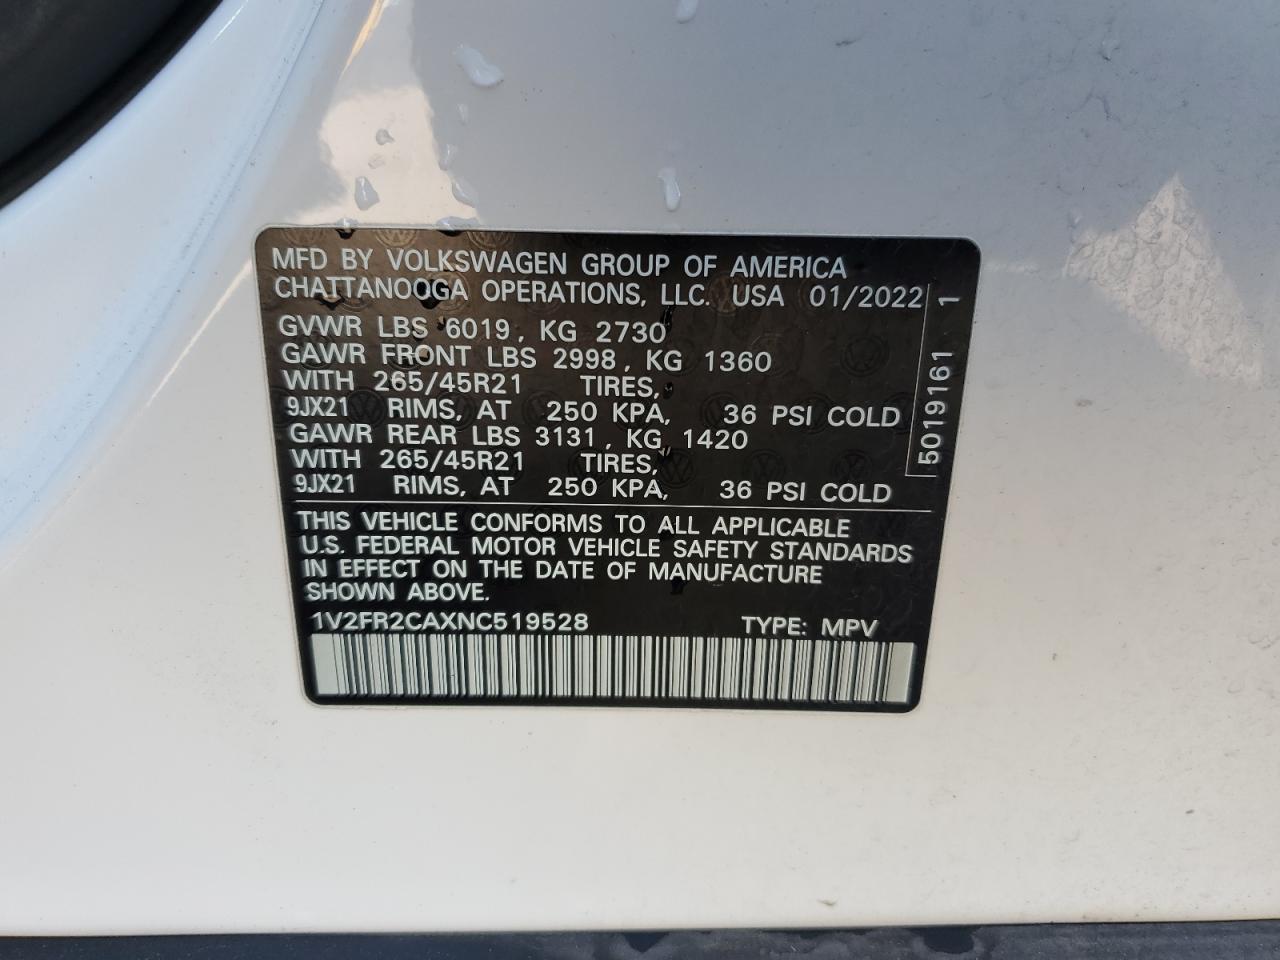 MFD BY VOLKSWAGEN GROUP OF AMERICA
CHATTANOOGA OPERATIONS, LLC. USA 01/2022
GVWR LBS 6019, KG 2730
GAWR FRONT LBS 2998, KG 1360
WITH 265/45R21 TIRES,
9JX21 RIMS, AT 250 KPA, 36 PSI COLD
GAWR REAR LBS 3131, KG 1420
WITH 265/45R21 TIRES,
9JX21 RIMS, AT 250 KPA, 36 PSI COLD
5019161 1
THIS VEHICLE CONFORMS TO ALL APPLICABLE
U.S. FEDERAL MOTOR VEHICLE SAFETY STANDARDS
IN EFFECT ON THE DATE OF MANUFACTURE
SHOWN ABOVE.
1V2FR2CAXNC519528 TYPE: MPV